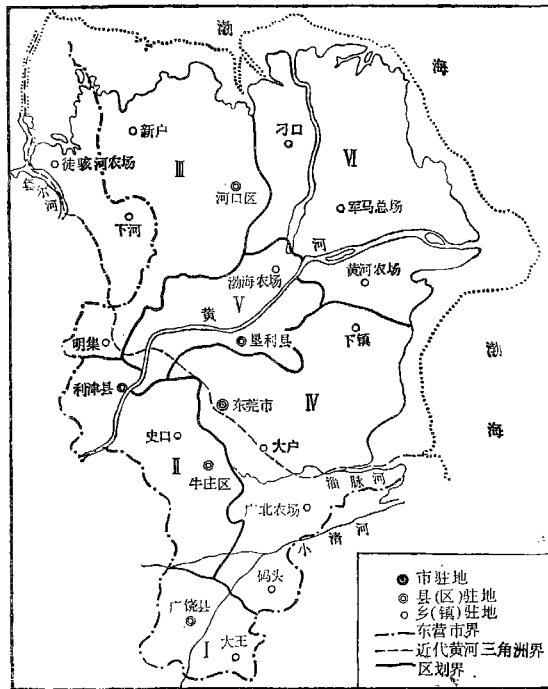 渤
海
新户
刁口
徒骇河农场
Ⅲ
Ⅵ
河口区
军马总场
下河
河
渤海农场
黄河农场
Ⅴ
黄
明集
垦利县
下镇
渤
利津县
东莞市
Ⅳ
海
史口
大户
Ⅱ
牛庄区
淄脉河
广北农场
小清河
码头
广饶县
Ⅰ
大王
市驻地
县(区)驻地
乡(镇)驻地
东营市界
近代黄河三角洲界
区划界